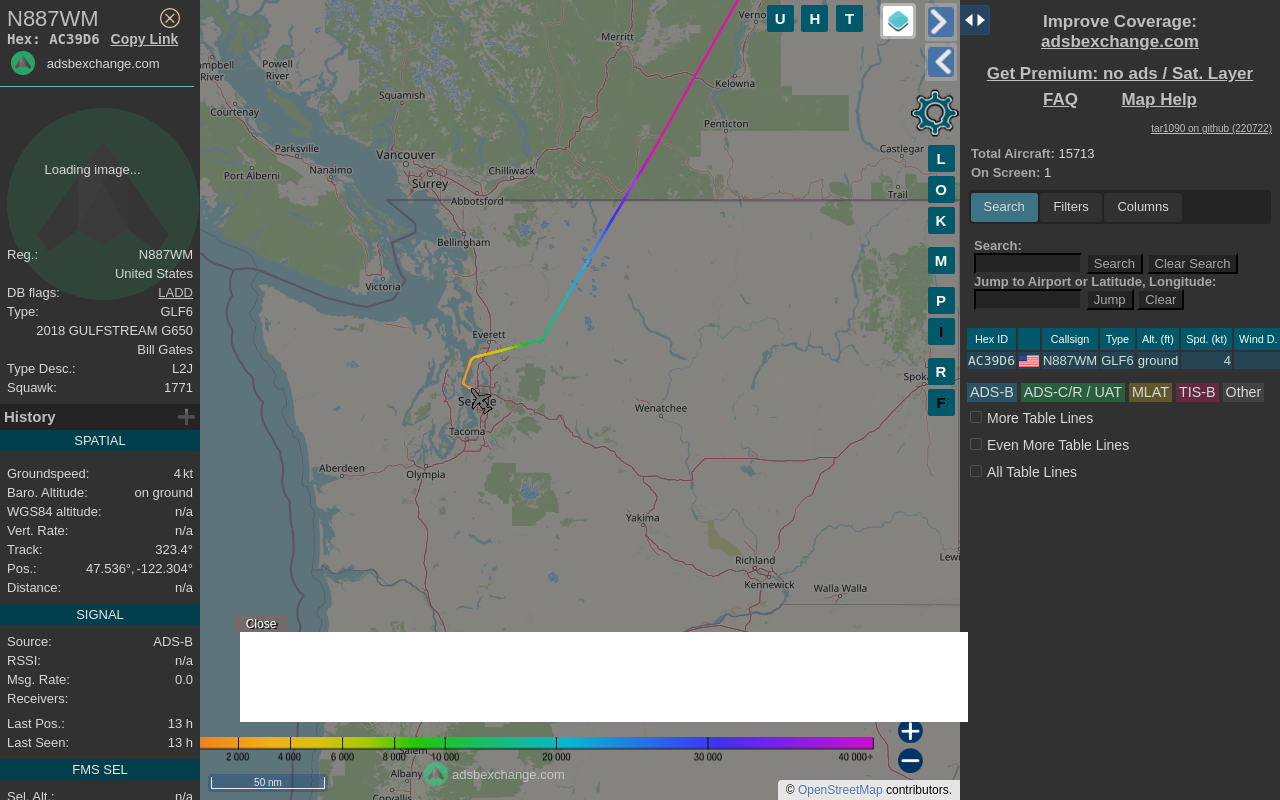 N887WM
Hex: AC39D6 Copy Link
adsbexchange.com
Loading image...
Reg.: N887WM
United States
DB flags: LADD
Type: GLF6
2018 GULFSTREAM G650
Bill Gates
Type Desc.: L2J
Squawk: 1771
History
SPATIAL
Groundspeed: 4 kt
Baro. Altitude: on ground
WGS84 altitude: n/a
Vert. Rate: n/a
Track: 323.4°
Pos.: 47.536°, -122.304°
Distance: n/a
SIGNAL
Source: ADS-B
RSSI: n/a
Msg. Rate: 0.0
Receivers:
Last Pos.: 13 h
Last Seen: 13 h
FMS SEL
Sel. Alt.: n/a
U H T
Merritt
Powell
River
River
Squamish
Kelowna
Courtenay
Penticton
Parksville
Vancouver
Castlegar
Port Alberni
Nanaimo
Surrey
Chilliwack
Trail
Abbotsford
Bellingham
Victoria
Everett
Wenatchee
Tacoma
Aberdeen
Olympia
Yakima
Richland
Kennewick
Walla Walla
L
O
K
M
P
I
R
F
Close
2 000 4 000 6 000 8 000 10 000 20 000 30 000 40 000+
Salem
Albany
adsbexchange.com
Corvallis
50 nm
© OpenStreetMap contributors.
Improve Coverage:
adsbexchange.com
Get Premium: no ads / Sat. Layer
FAQ Map Help
tar1090 on github (220722)
Total Aircraft: 15713
On Screen: 1
Search Filters Columns
Search:
Search Clear Search
Jump to Airport or Latitude, Longitude:
Jump Clear
Hex ID Callsign Type Alt. (ft) Spd. (kt) Wind D.
AC39D6 N887WM GLF6 ground 4
ADS-B ADS-C/R / UAT MLAT TIS-B Other
More Table Lines
Even More Table Lines
All Table Lines